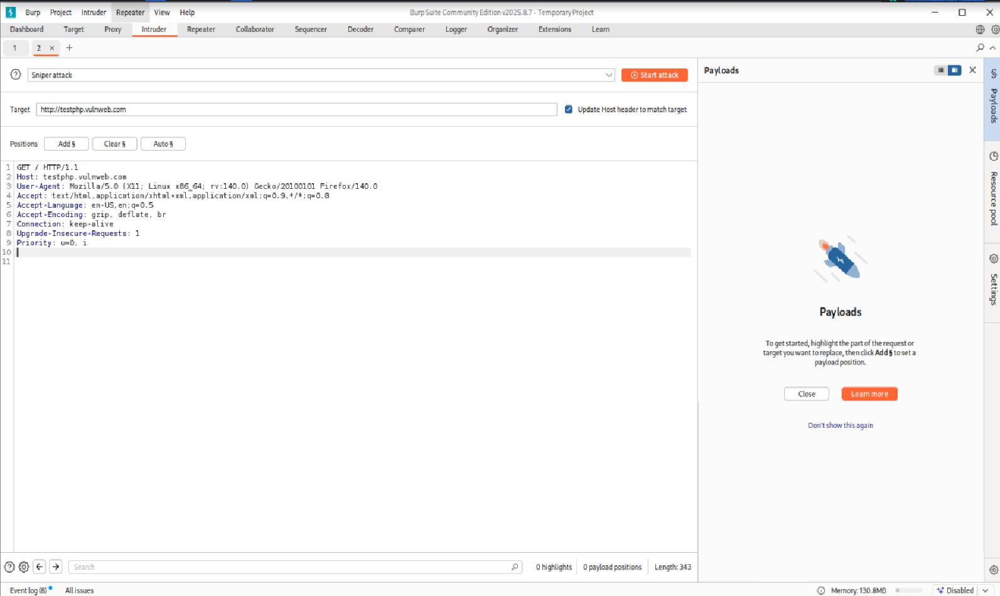 Burp Project Intruder Repeater View Help
Burp Suite Community Edition v2025.8.7 - Temporary Project
Dashboard Target Proxy Intruder Repeater Collaborator Sequencer Decoder Comparer Logger Organizer Extensions Learn
1 2 × +
Sniper attack
Start attack
Target http://testphp.vulnweb.com
Update Host header to match target
Positions Add § Clear § Auto §
1 GET / HTTP/1.1
2 Host: testphp.vulnweb.com
3 User-Agent: Mozilla/5.0 (X11; Linux x86_64; rv:140.0) Gecko/20100101 Firefox/140.0
4 Accept: text/html,application/xhtml+xml,application/xml;q=0.9,*/*;q=0.8
5 Accept-Language: en-US,en;q=0.5
6 Accept-Encoding: gzip, deflate, br
7 Connection: keep-alive
8 Upgrade-Insecure-Requests: 1
9 Priority: u=0, i
10
11
Search
0 highlights 0 payload positions Length: 343
Payloads
Payloads
To get started, highlight the part of the request or
target you want to replace, then click Add § to set a
payload position.
Close Learn more
Don't show this again
§ Payloads
Resource pool
Settings
Event log (8) All issues
Memory: 130.8MB Disabled